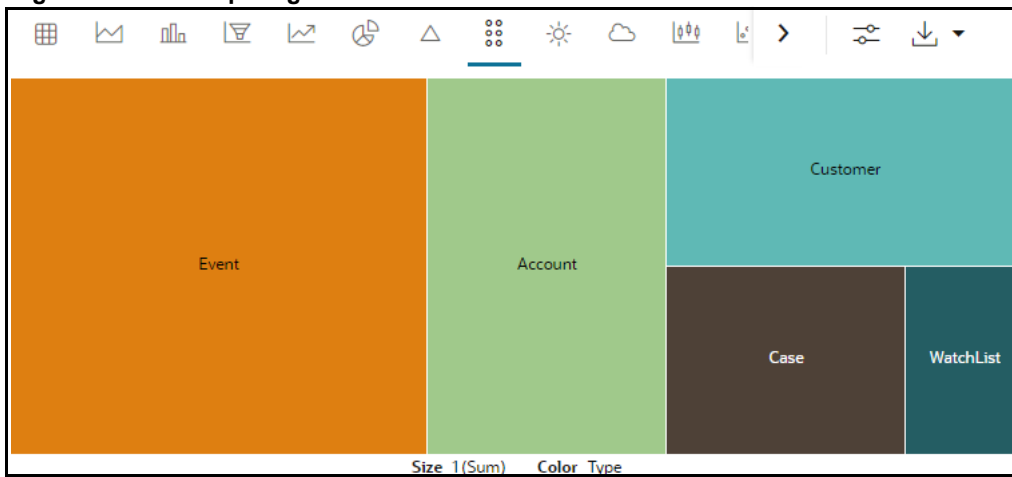 Customer
Event
Account
Case
WatchList
Size 1(Sum) Color Type